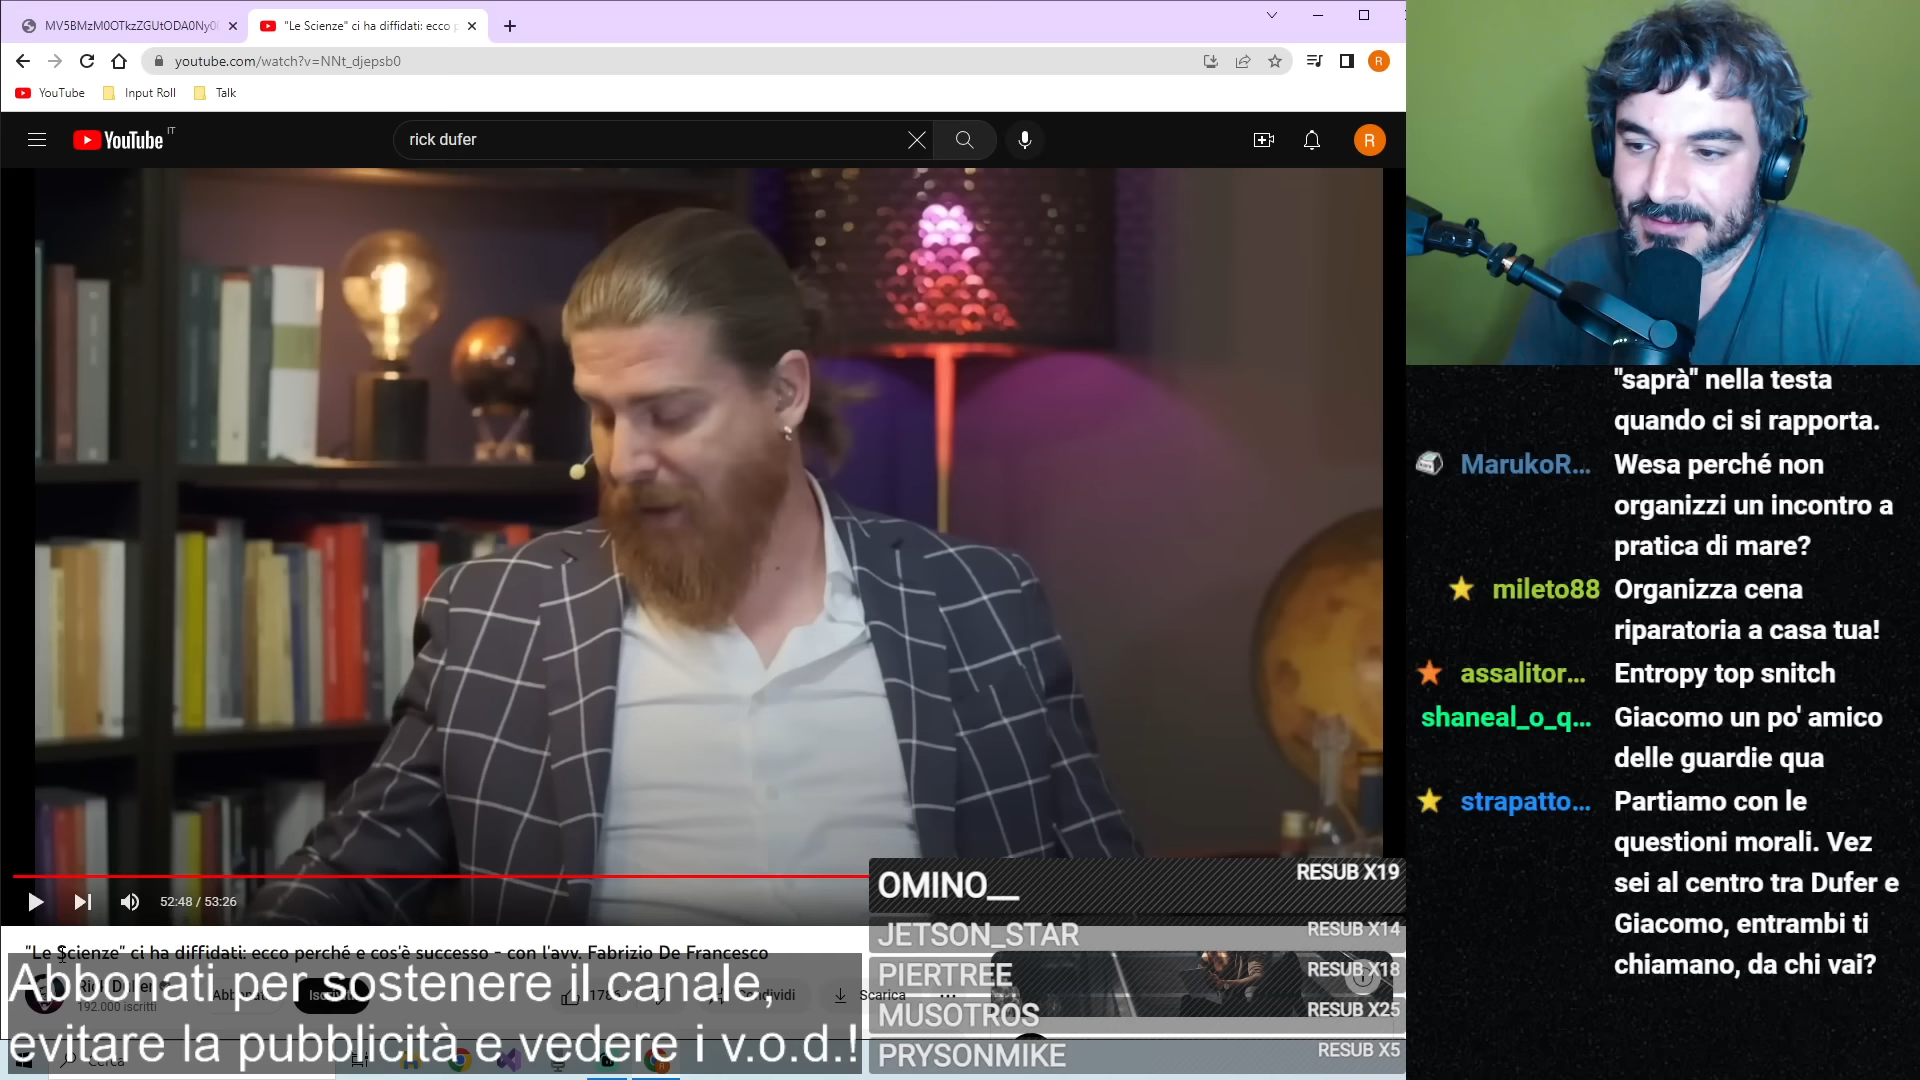 MV5BMzM0OTkzZGUtODA0Ny0
"Le Scienze" ci ha diffidati: ecco p
youtube.com/watch?v=NNt_djepsb0
R
YouTube
Input Roll
Talk
YouTube IT
rick dufer
R
"saprà" nella testa
quando ci si rapporta.
MarukoR... Wesa perché non
organizzi un incontro a
pratica di mare?
mileto88 Organizza cena
riparatoria a casa tua!
assalitor... Entropy top snitch
shaneal_o_q... Giacomo un po' amico
delle guardie qua
strapatto... Partiamo con le
questioni morali. Vez
sei al centro tra Dufer e
Giacomo, entrambi ti
chiamano, da chi vai?
52:48 / 53:26
"Le Scienze" ci ha diffidati: ecco perché e cos'è successo - con l'avv. Fabrizio De Francesco
Rick Dufer
192.000 iscritti
Scarica
Abbonati per sostenere il canale,
evitare la pubblicità e vedere i v.o.d.!
Cerca
OMINO__ RESUB X19
JETSON_STAR RESUB X14
PIERTREE RESUB X18
MUSOTROS RESUB X25
PRYSONMIKE RESUB X5